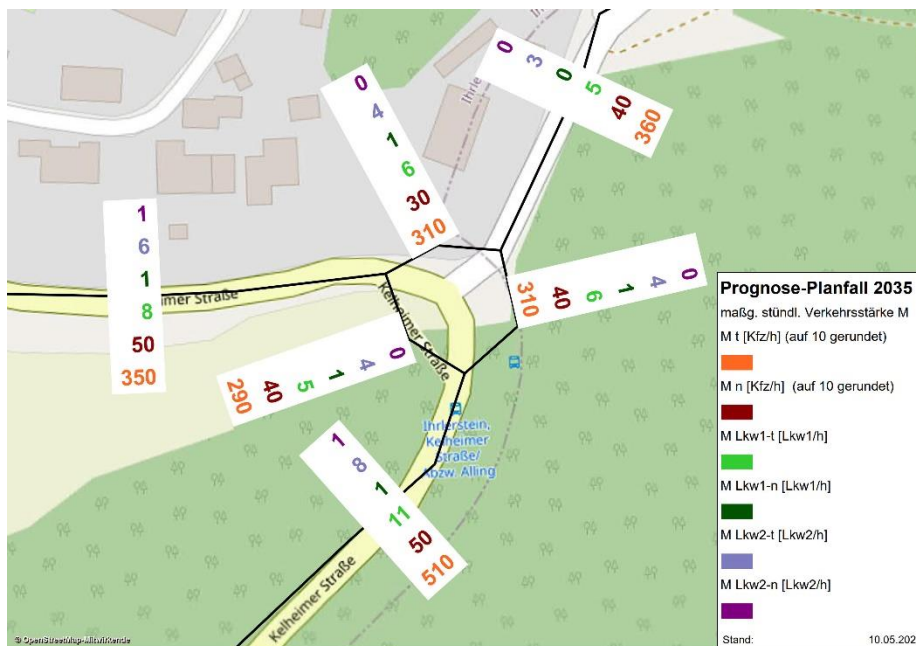 0
3
0
5
40
360
Ihrle
0
4
1
6
30
310
1
6
1
8
50
350
imer Straße
Kelheimer Straße
310
40
6
1
4
0
290
40
5
1
4
0
Ihrlerstein,
Kelheimer
Straße/
Abzw. Alling
1
8
1
11
50
510
Kelheimer Straße
© OpenStreetMap-Mitwirkende
Prognose-Planfall 2035
maßg. stündl. Verkehrsstärke M
M t [Kfz/h] (auf 10 gerundet)
M n [Kfz/h] (auf 10 gerundet)
M Lkw1-t [Lkw1/h]
M Lkw1-n [Lkw1/h]
M Lkw2-t [Lkw2/h]
M Lkw2-n [Lkw2/h]
Stand: 10.05.202